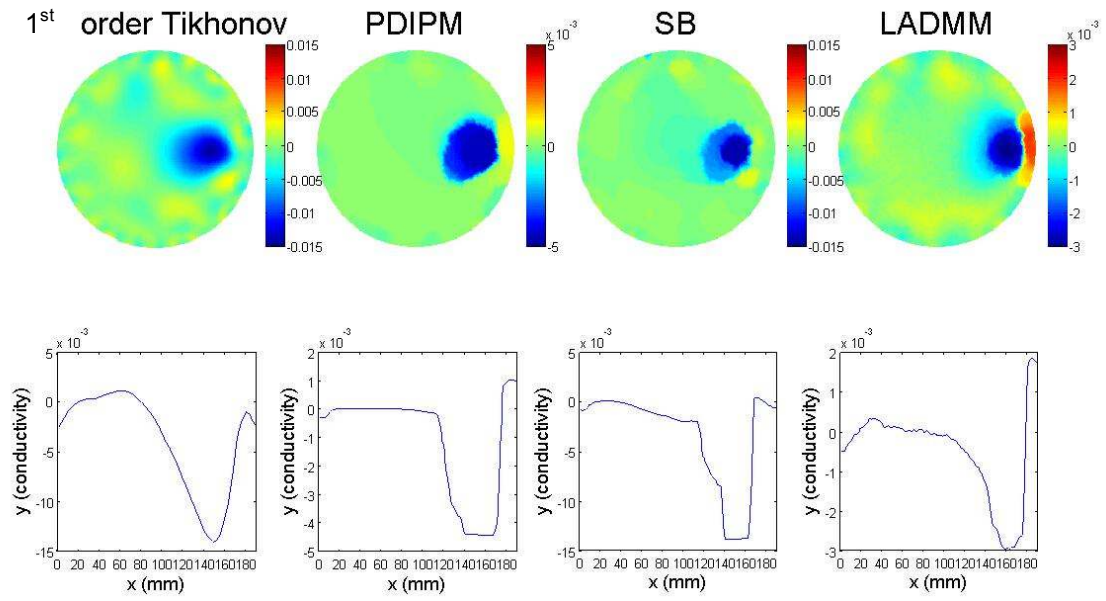 1st order Tikhonov
PDIPM
SB
LADMM
0.015
0.01
0.005
0
-0.005
-0.01
-0.015
x 10-3
5
0
-5
0.015
0.01
0.005
0
-0.005
-0.01
-0.015
x 10-3
3
2
1
0
-1
-2
-3
x 10-3
5
0
-5
-10
-15
y (conductivity)
0 20 40 60 80 100120140160180
x (mm)
x 10-3
2
1
0
-1
-2
-3
-4
-5
y (conductivity)
0 20 40 60 80 100120140160180
x (mm)
x 10-3
5
0
-5
-10
-15
y (conductivity)
0 20 40 60 80 100120140160180
x (mm)
x 10-3
2
1
0
-1
-2
-3
y (conductivity)
0 20 40 60 80 100120140160180
x (mm)